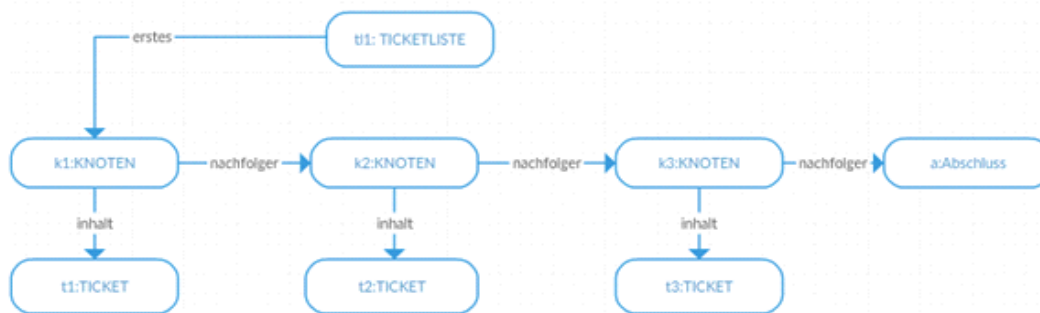 erstes
tl1: TICKETLISTE
k1:KNOTEN
nachfolger
k2:KNOTEN
nachfolger
k3:KNOTEN
nachfolger
a:Abschluss
inhalt
inhalt
inhalt
t1:TICKET
t2:TICKET
t3:TICKET